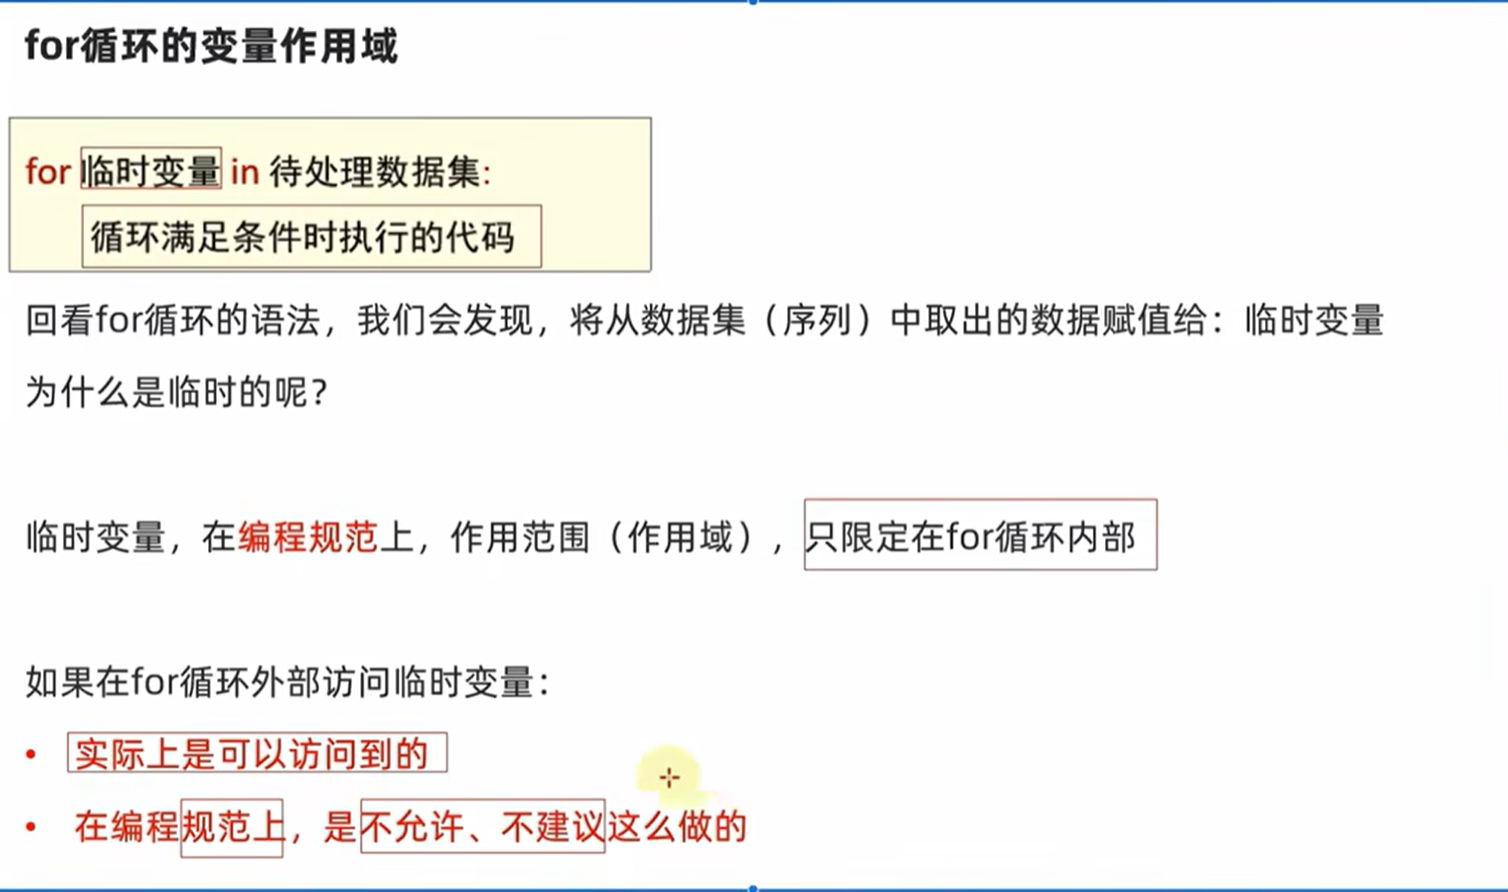 for循环的变量作用域
for 临时变量 in 待处理数据集:
循环满足条件时执行的代码
回看for循环的语法，我们会发现，将从数据集（序列）中取出的数据赋值给：临时变量
为什么是临时的呢？
临时变量，在编程规范上，作用范围（作用域），只限定在for循环内部
如果在for循环外部访问临时变量：
• 实际上是可以访问到的
• 在编程规范上，是不允许、不建议这么做的